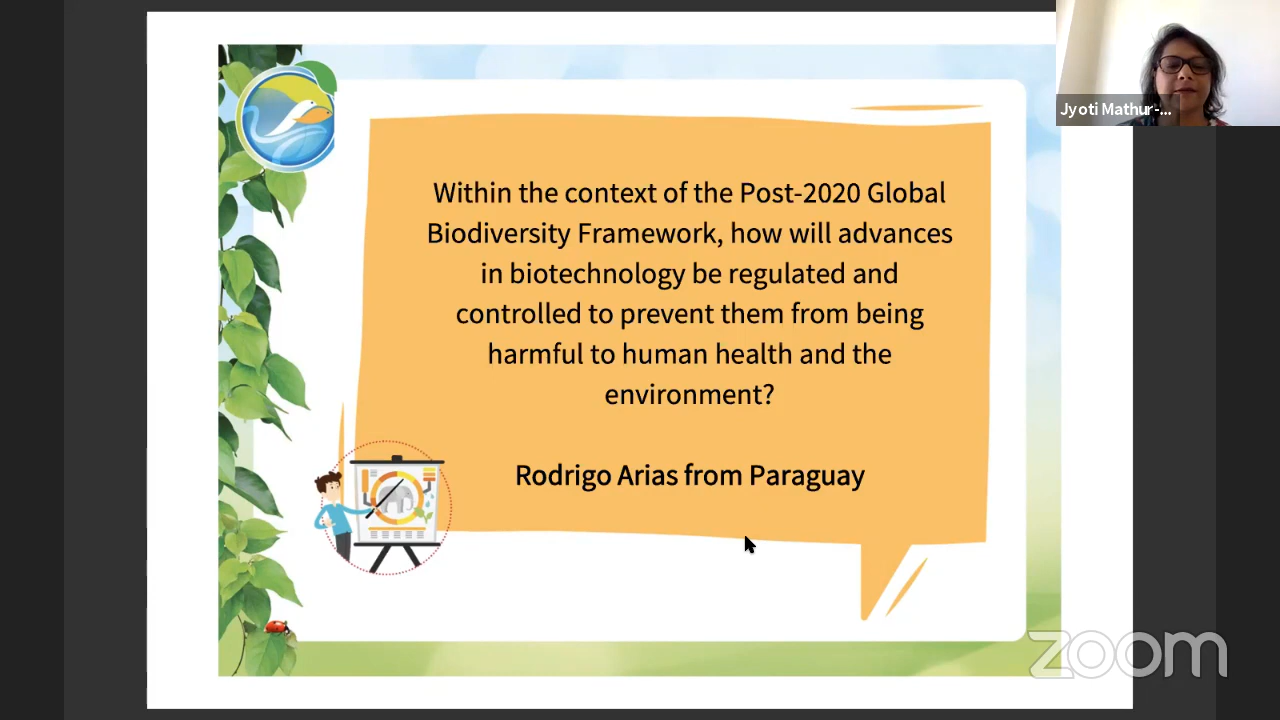 Jyoti Mathur-...
Within the context of the Post-2020 Global
Biodiversity Framework, how will advances
in biotechnology be regulated and
controlled to prevent them from being
harmful to human health and the
environment?
Rodrigo Arias from Paraguay
zoom